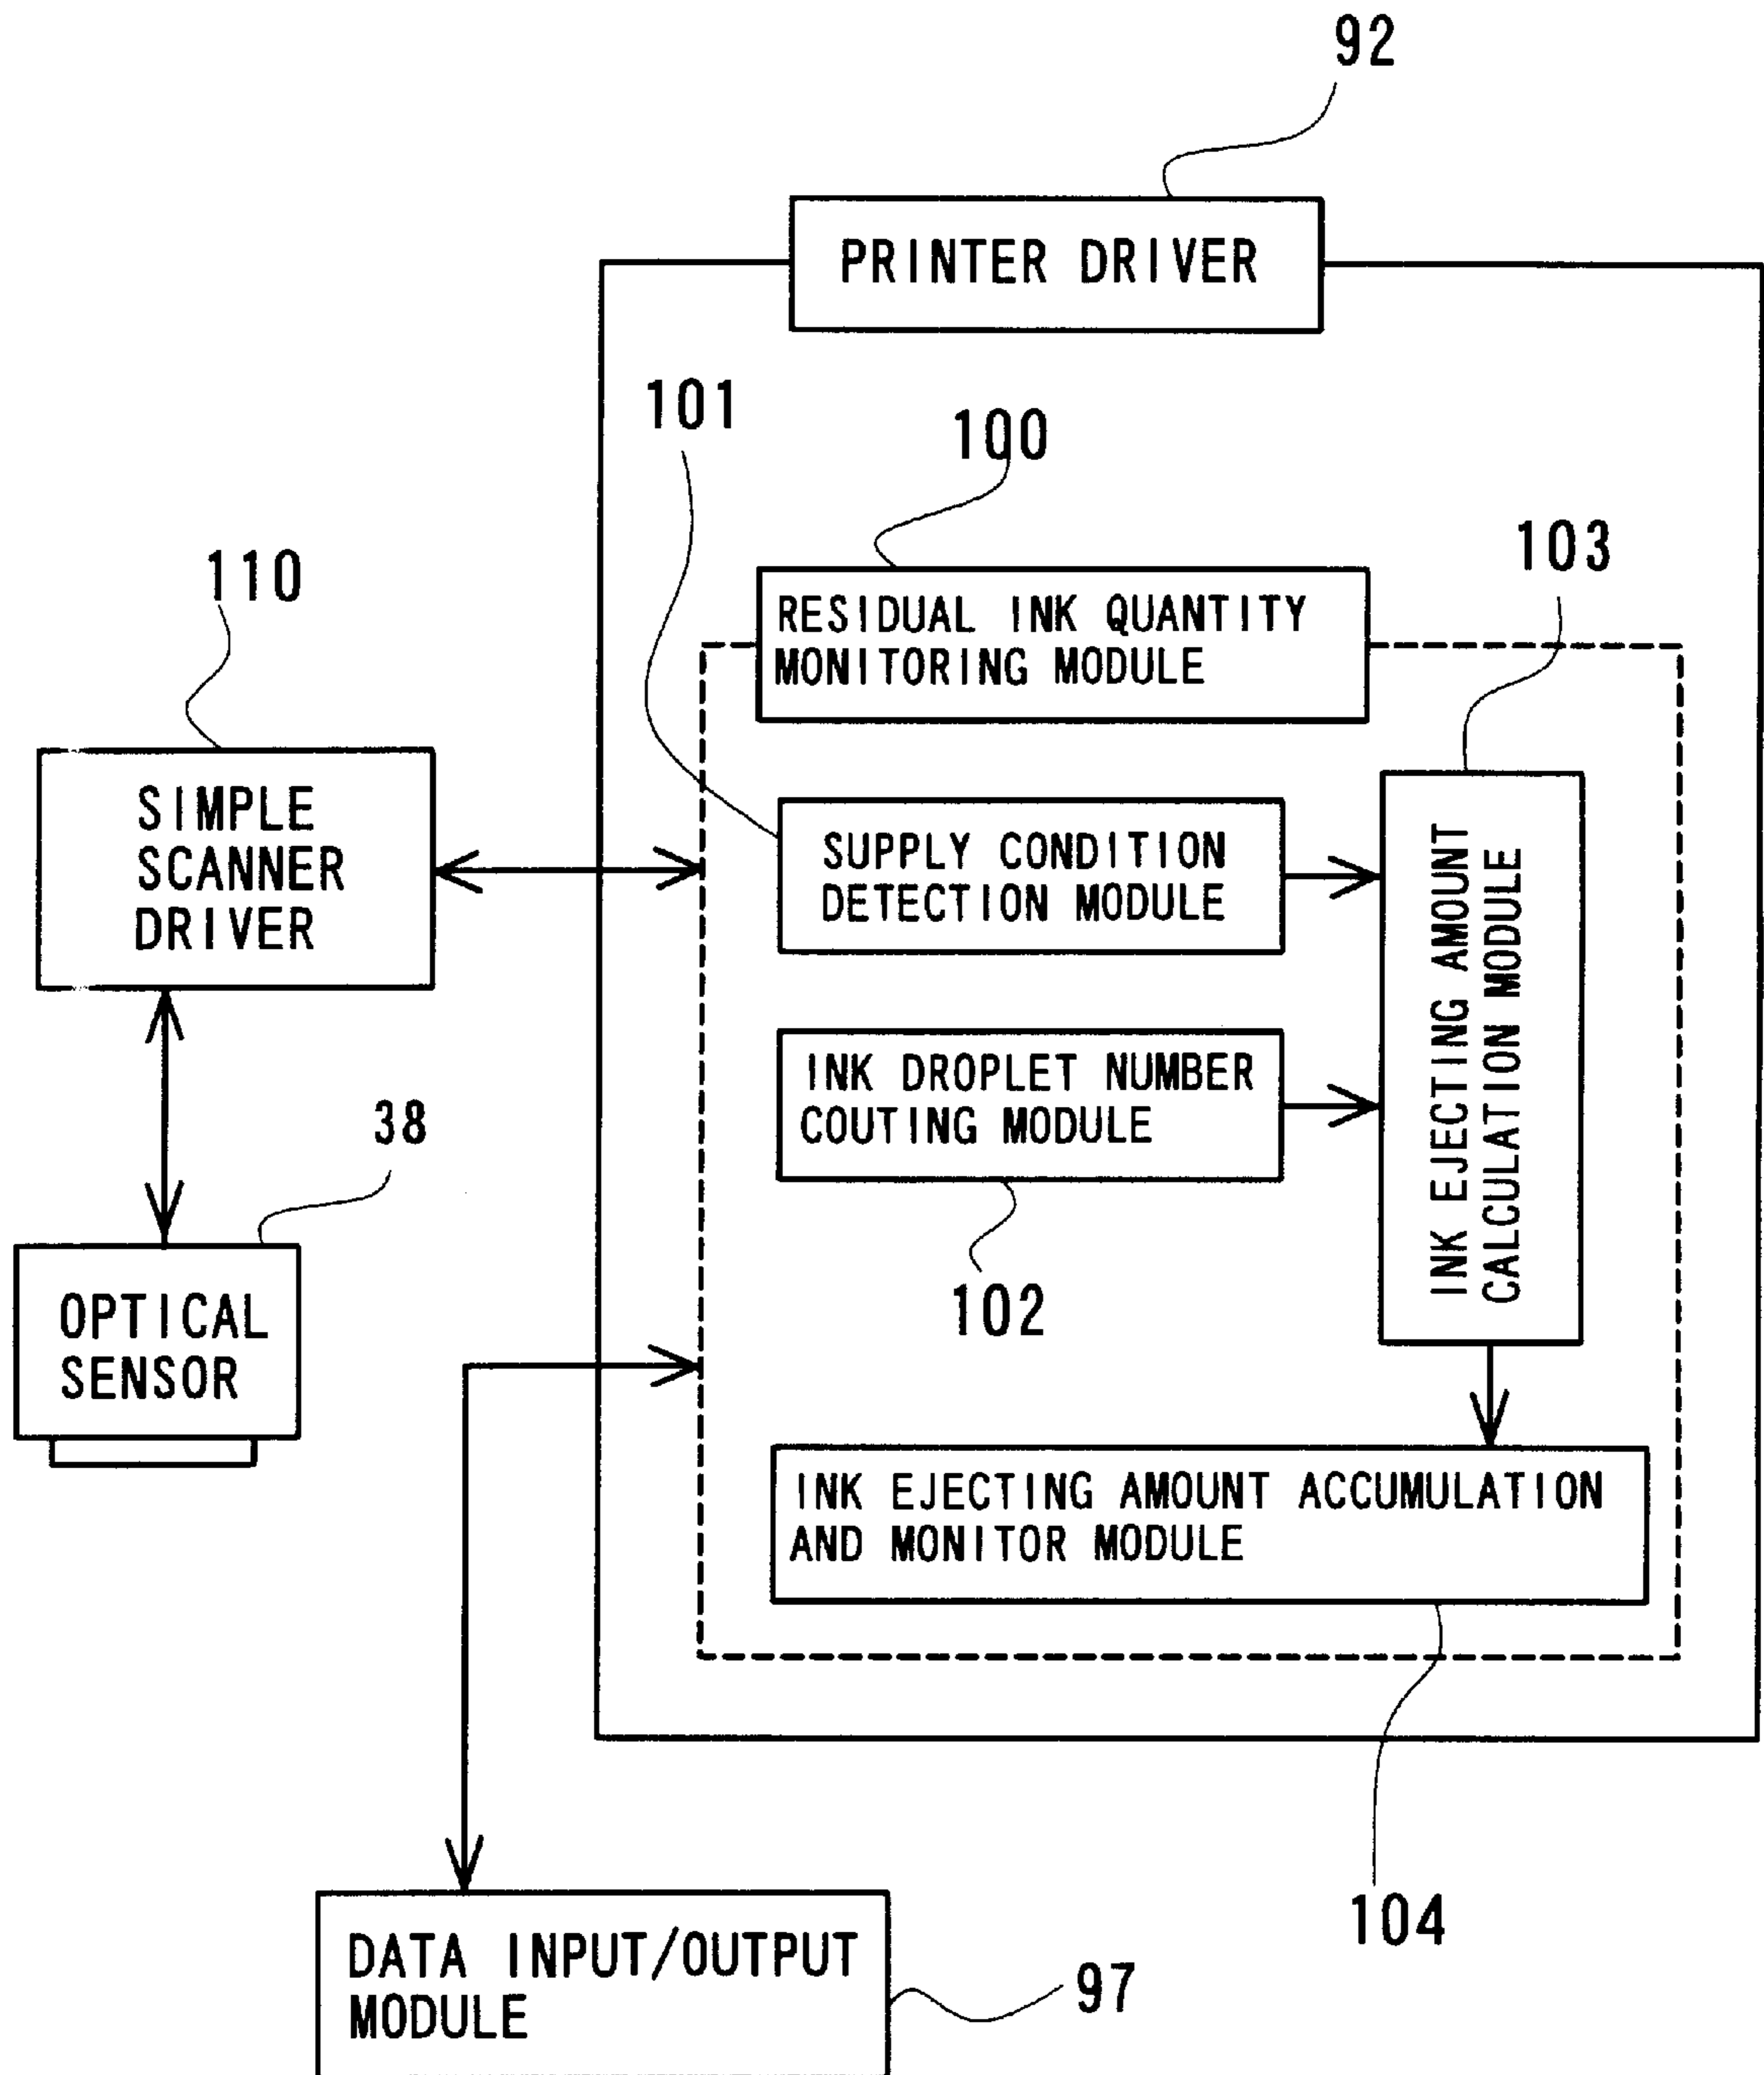 92
PRINTER DRIVER
101
100
103
110
RESIDUAL INK QUANTITY
MONITORING MODULE
SIMPLE
SCANNER
DRIVER
SUPPLY CONDITION
DETECTION MODULE
INK EJECTING AMOUNT
CALCULATION MODULE
INK DROPLET NUMBER
COUTING MODULE
38
102
OPTICAL
SENSOR
INK EJECTING AMOUNT ACCUMULATION
AND MONITOR MODULE
104
DATA INPUT/OUTPUT
MODULE
97